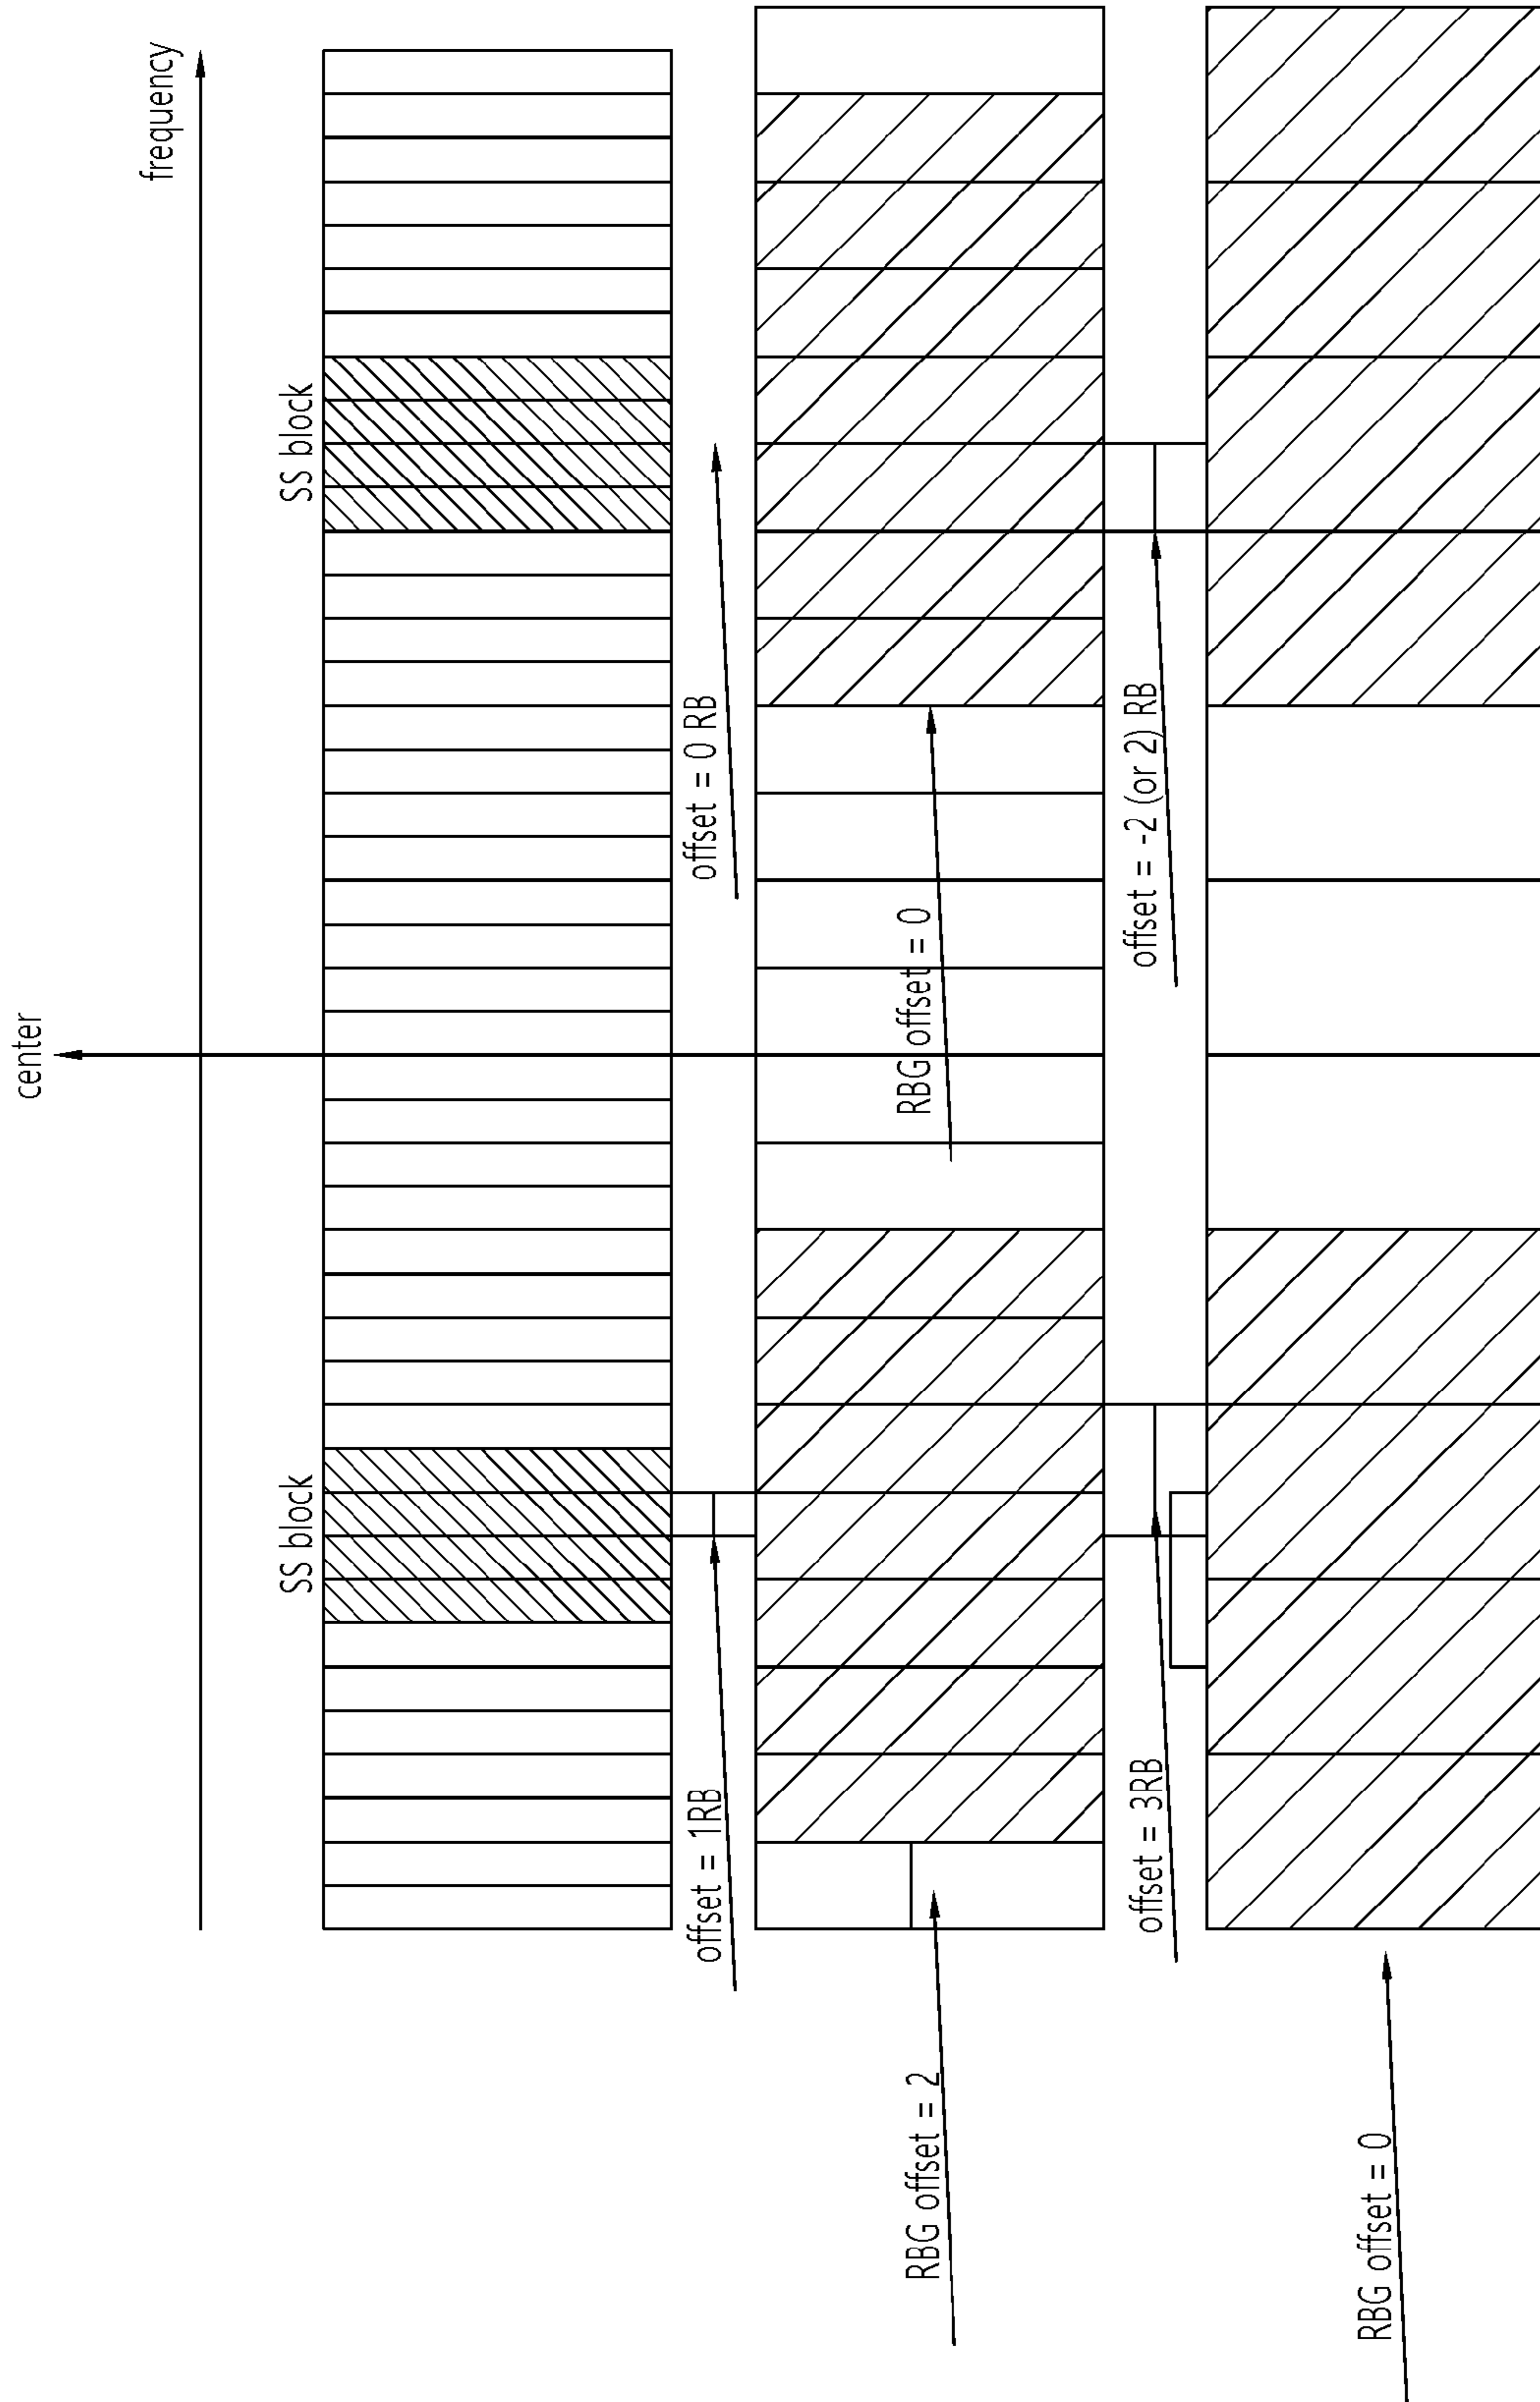 center
frequency
SS block
SS block
offset = 1RB
offset = 0 RB
RBG offset = 2
RBG offset = 0
offset = 3RB
offset = -2 (or 2) RB
RBG offset = 0